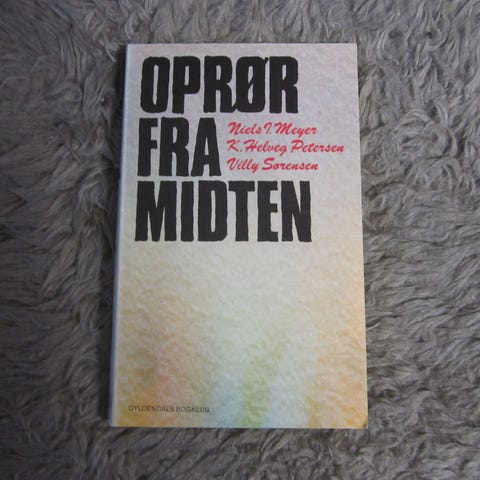 OPRØR
FRA
MIDTEN
Niels I. Meyer
K. Helveg Petersen
Villy Sørensen
GYLDENDALS BOGKLUB